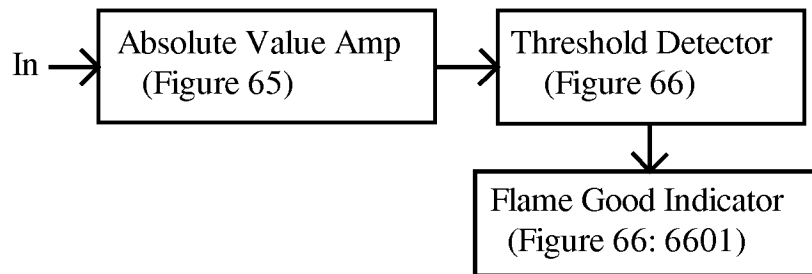 In
Absolute Value Amp
(Figure 65)
Threshold Detector
(Figure 66)
Flame Good Indicator
(Figure 66: 6601)